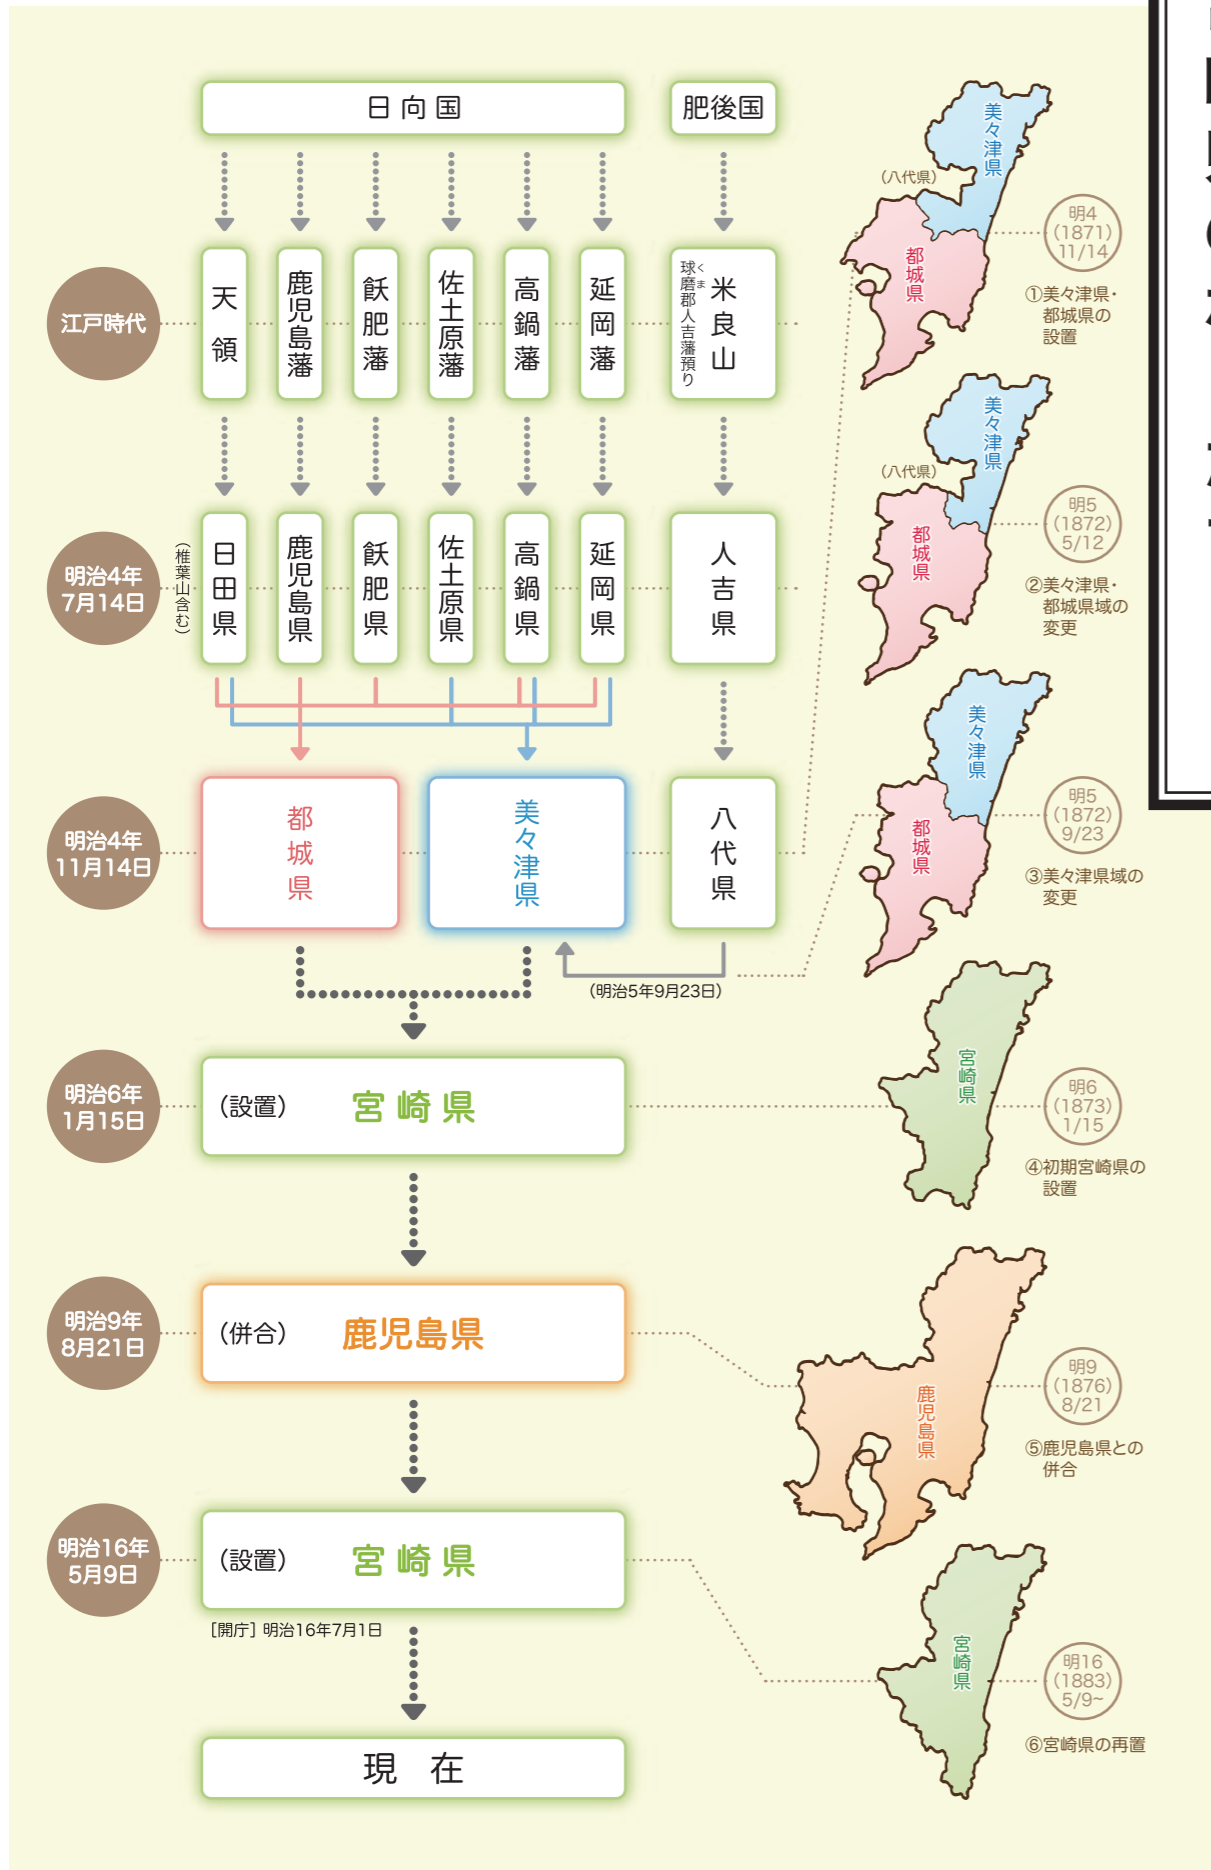 日向国
肥後国
江戸時代
天領
鹿児島藩
飫肥藩
佐土原藩
高鍋藩
延岡藩
米良山
球磨郡人吉藩預り
くま
明治4年
7月14日
（椎葉山含む）
日田県
鹿児島県
飫肥県
佐土原県
高鍋県
延岡県
人吉県
明治4年
11月14日
都城県
美々津県
八代県
（明治5年9月23日）
明治6年
1月15日
（設置）
宮崎県
明治9年
8月21日
（併合）
鹿児島県
明治16年
5月9日
（設置）
宮崎県
［開庁］明治16年7月1日
現在
美々津県
（八代県）
都城県
明4
（1871）
11/14
①美々津県・
都城県の
設置
美々津県
（八代県）
都城県
明5
（1872）
5/12
②美々津県・
都城県域の
変更
美々津県
都城県
明5
（1872）
9/23
③美々津県域の
変更
宮崎県
明6
（1873）
1/15
④初期宮崎県の
設置
鹿児島県
明9
（1876）
8/21
⑤鹿児島県との
併合
宮崎県
明16
（1883）
5/9~
⑥宮崎県の再置